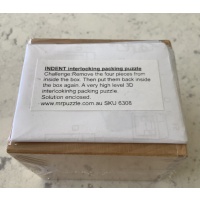 INDENT interlocking packing puzzle
Challenge:Remove the four pieces from
inside the box. Then put them back inside
the box again. A very high level 3D
interlocking packing puzzle.
Solution enclosed.
www.mrpuzzle.com.au SKU 6306